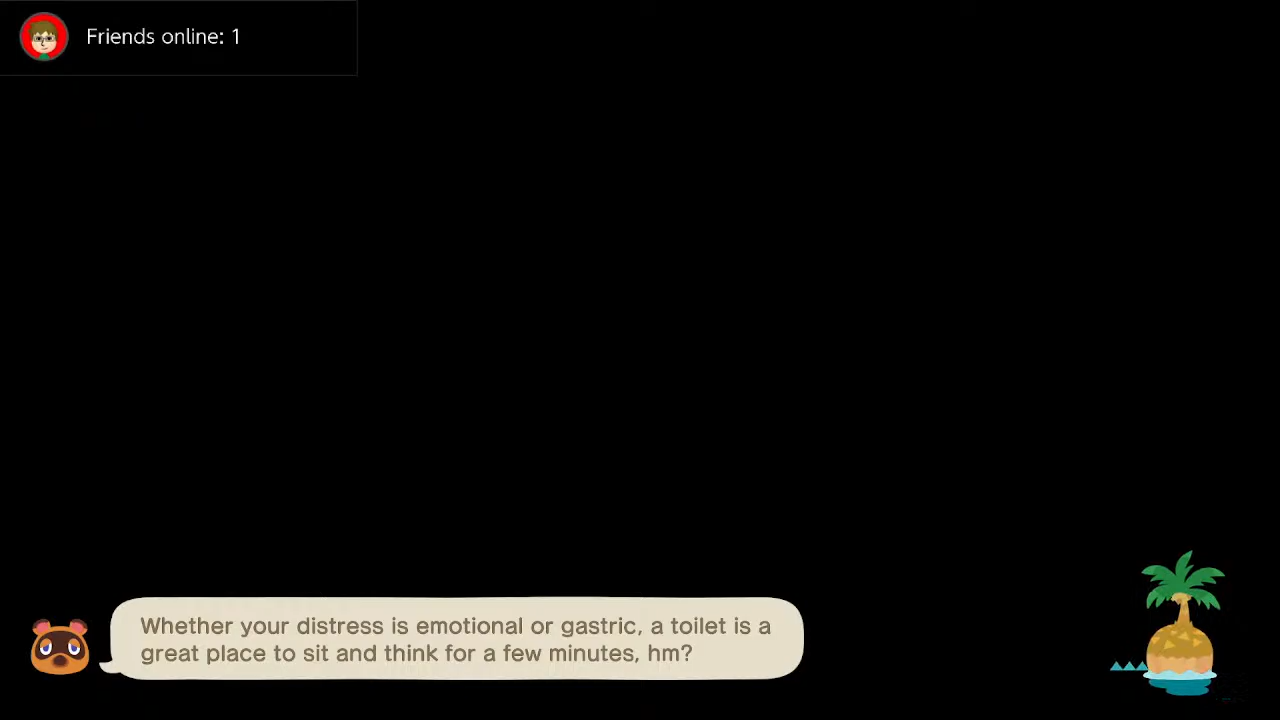 Friends online: 1
Whether your distress is emotional or gastric, a toilet is a
great place to sit and think for a few minutes, hm?